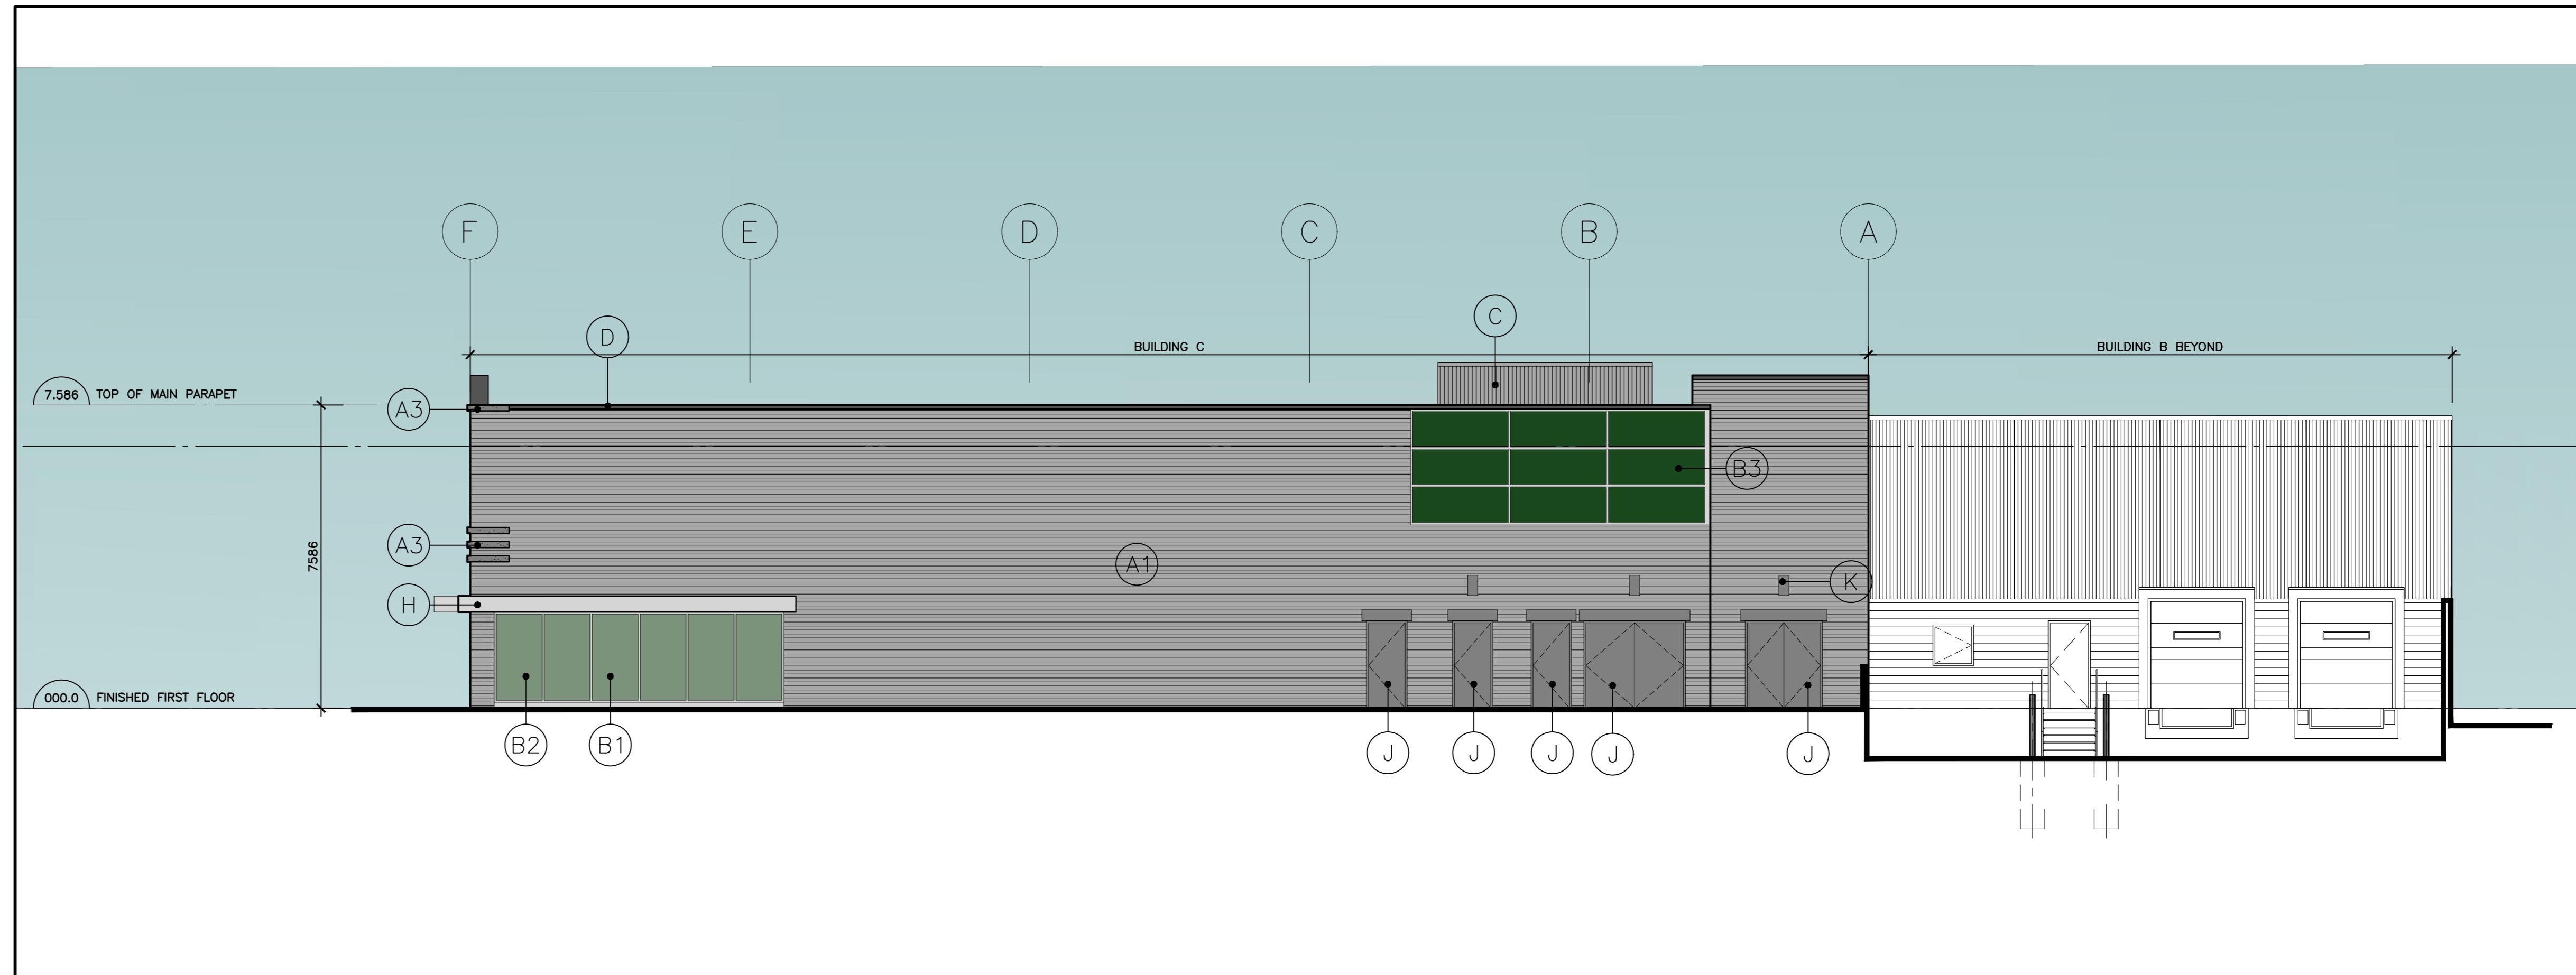 F
E
D
C
B
A
C
D
BUILDING C
BUILDING B BEYOND
7.586 TOP OF MAIN PARAPET
A3
B3
7586
A3
A1
K
H
000.0 FINISHED FIRST FLOOR
B2
B1
J
J
J
J
J